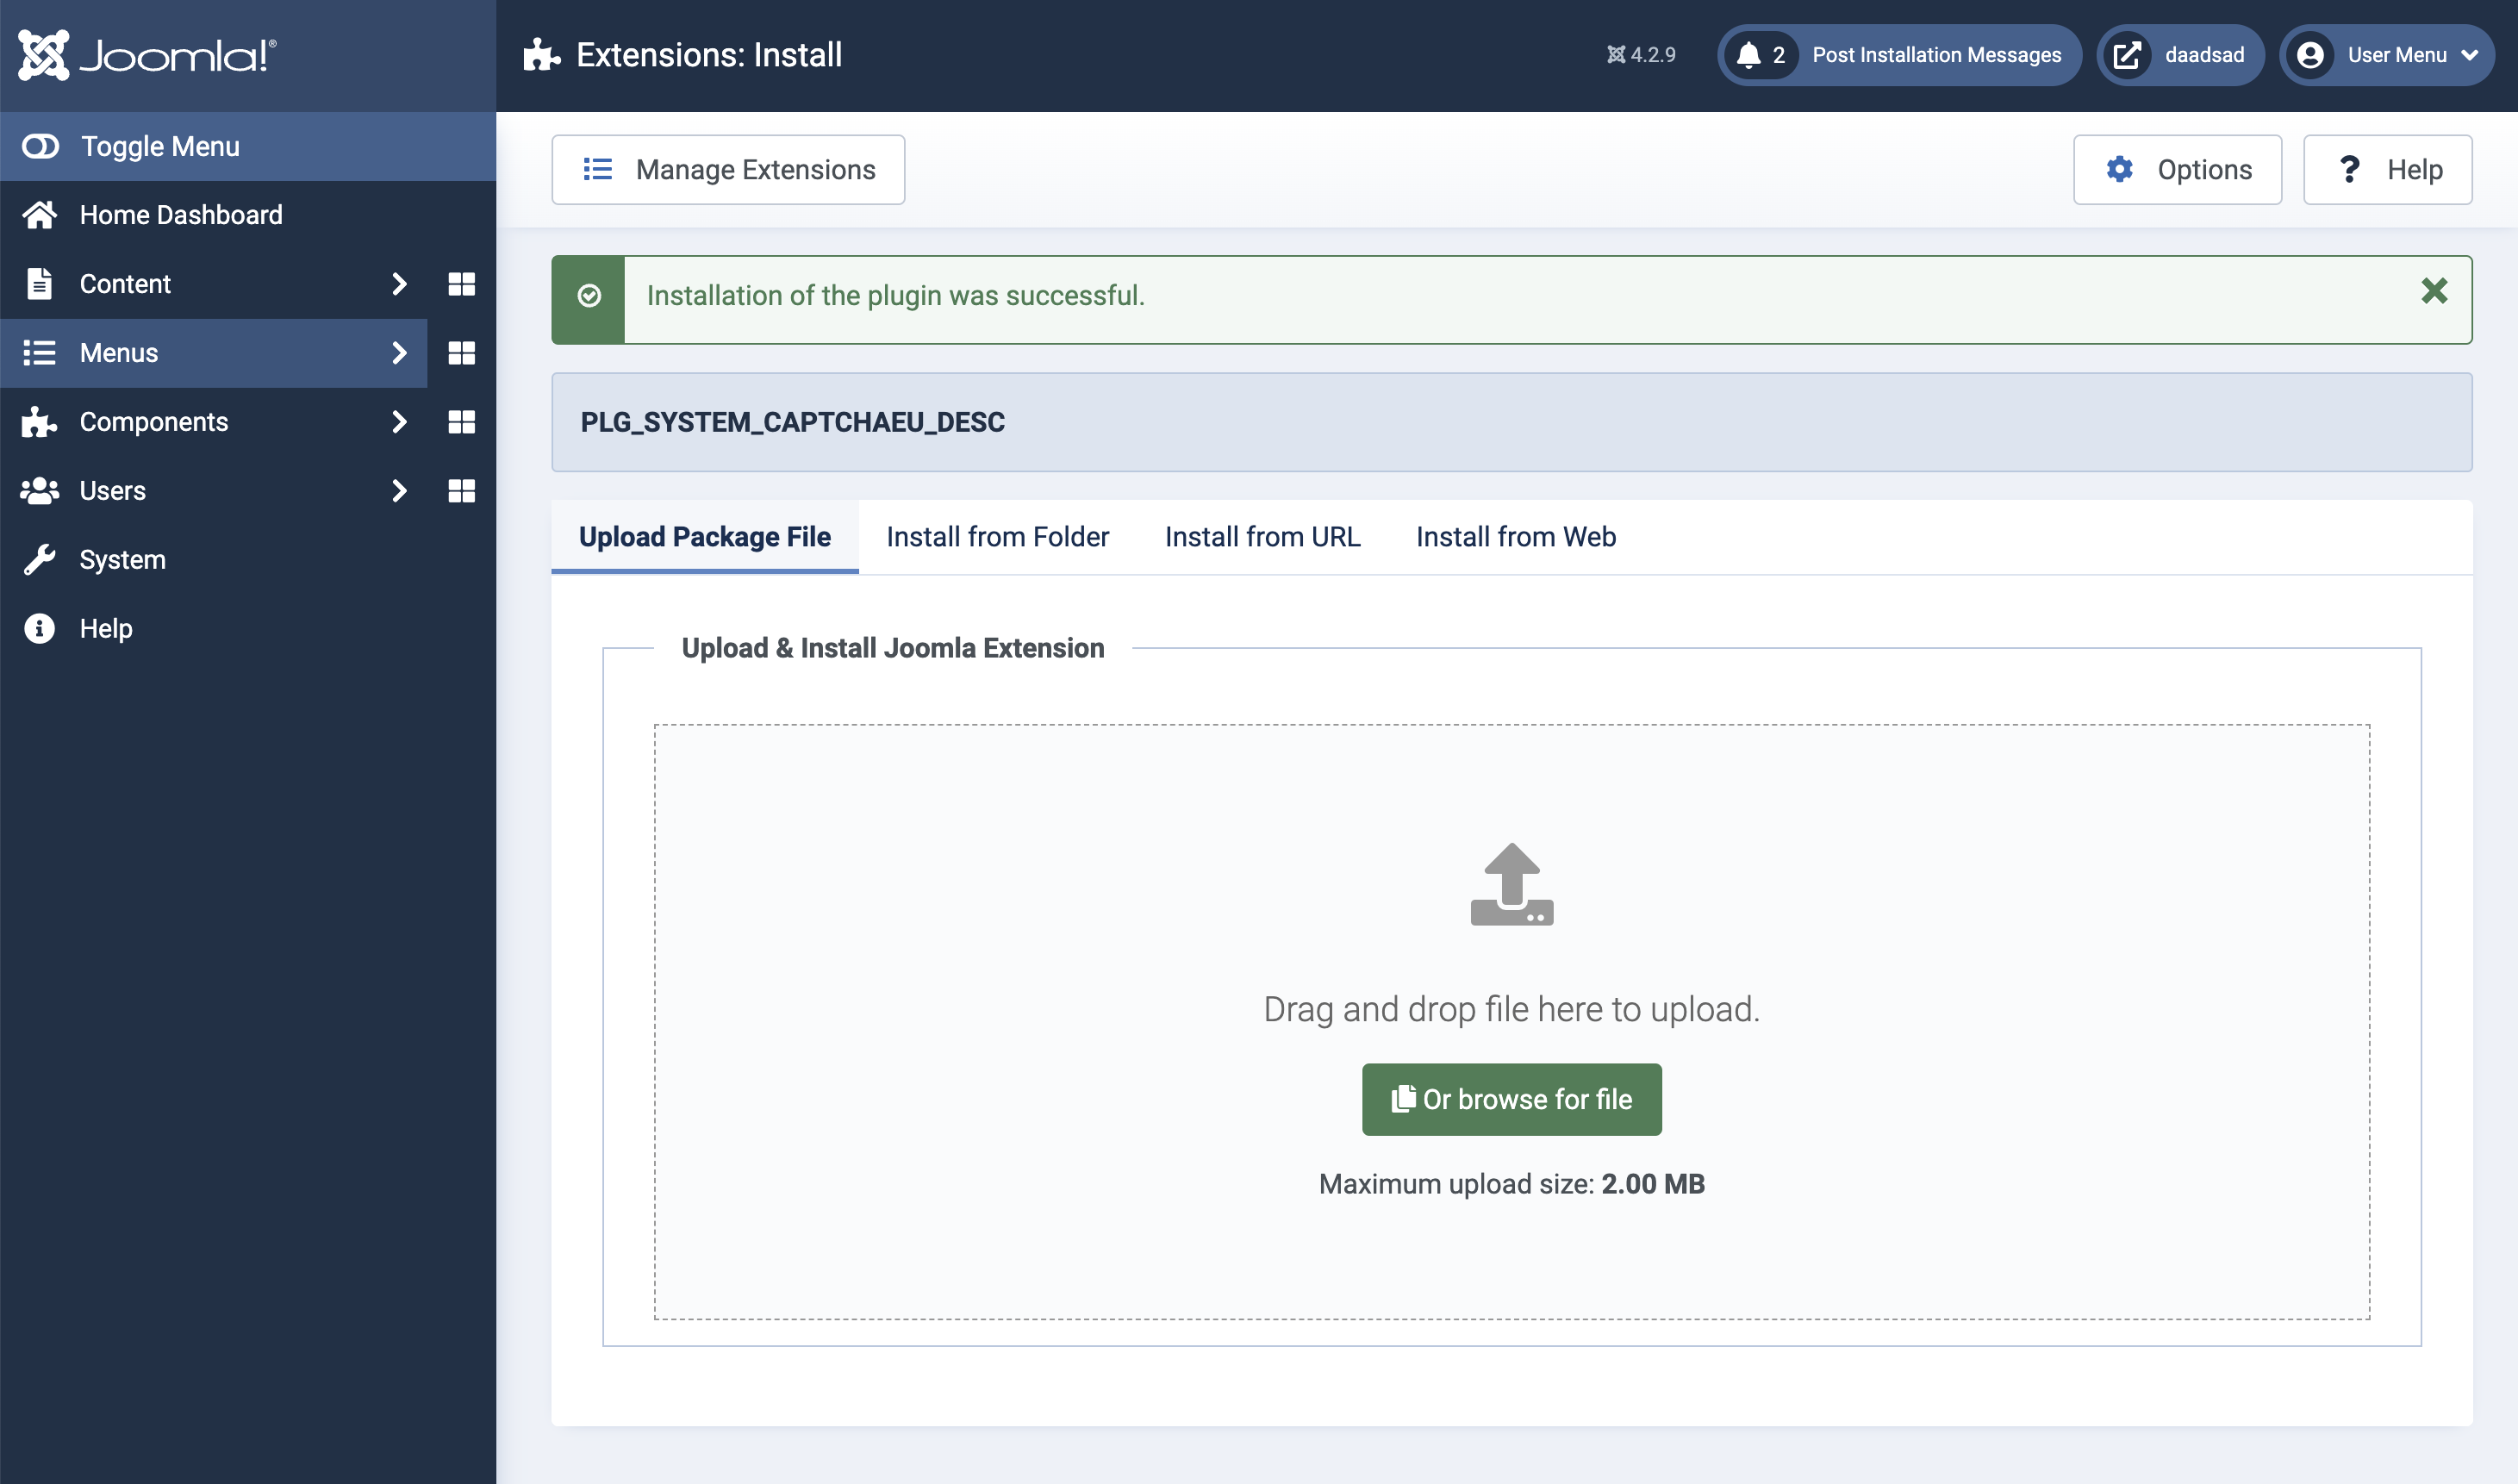 Joomla!®
Extensions: Install
4.2.9
2 Post Installation Messages
daadsad
User Menu
Toggle Menu
Home Dashboard
Content
Menus
Components
Users
System
Help
Manage Extensions
Options
? Help
Installation of the plugin was successful.
PLG_SYSTEM_CAPTCHAEU_DESC
Upload Package File
Install from Folder
Install from URL
Install from Web
Upload & Install Joomla Extension
Drag and drop file here to upload.
Or browse for file
Maximum upload size: 2.00 MB